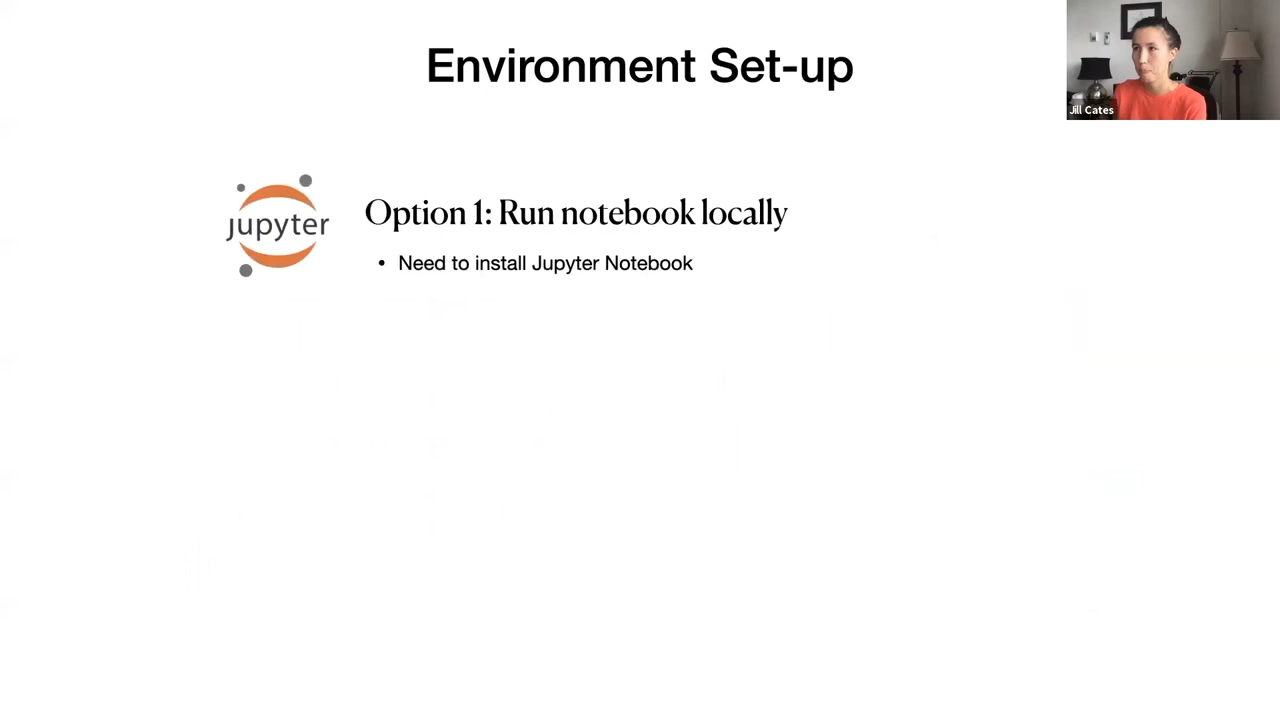 Environment Set-up
Jill Cates
jupyter
Option 1: Run notebook locally
• Need to install Jupyter Notebook